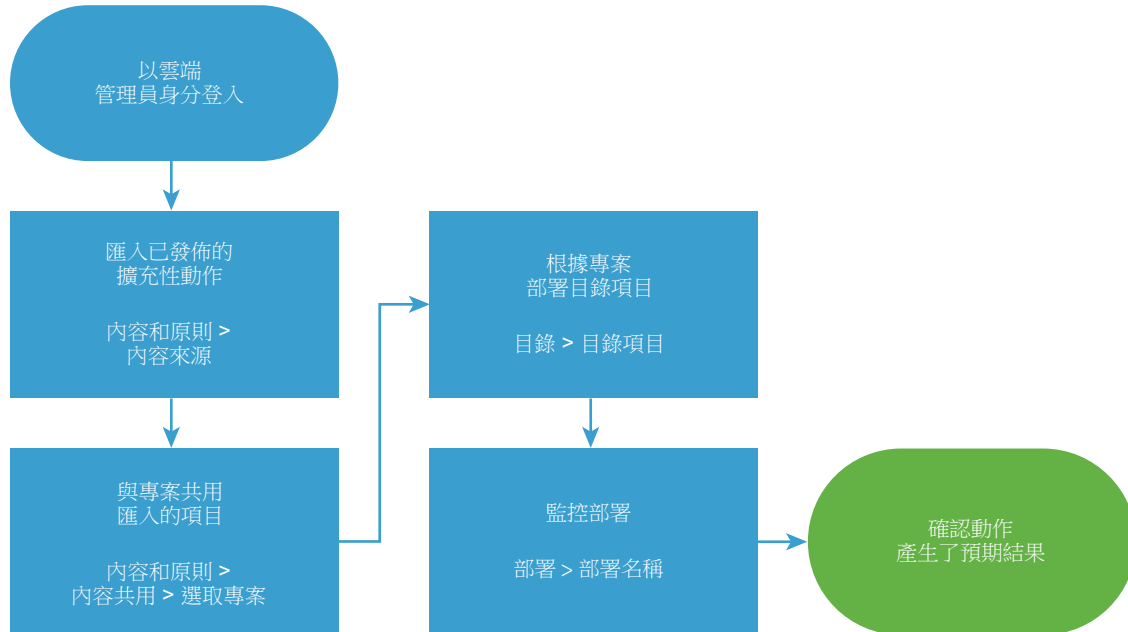 以雲端
管理員身分登入
匯入已發佈的
擴充性動作
內容和原則 >
內容來源
與專案共用
匯入的項目
內容和原則 >
內容共用 > 選取專案
根據專案
部署目錄項目
目錄 > 目錄項目
監控部署
部署 > 部署名稱
確認動作
產生了預期結果